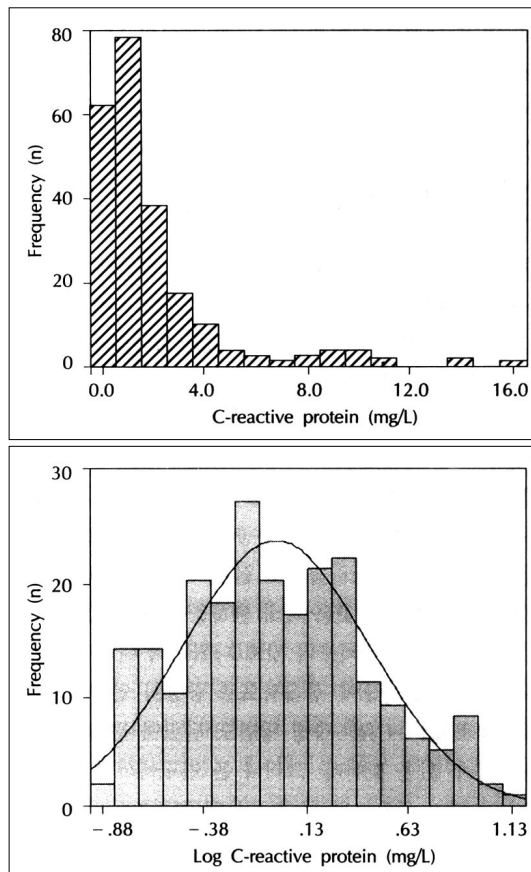 80
60
40
20
0
Frequency (n)
0.0 4.0 8.0 12.0 16.0
C-reactive protein (mg/L)
30
20
10
0
Frequency (n)
– .88 – .38 .13 .63 1.13
Log C-reactive protein (mg/L)